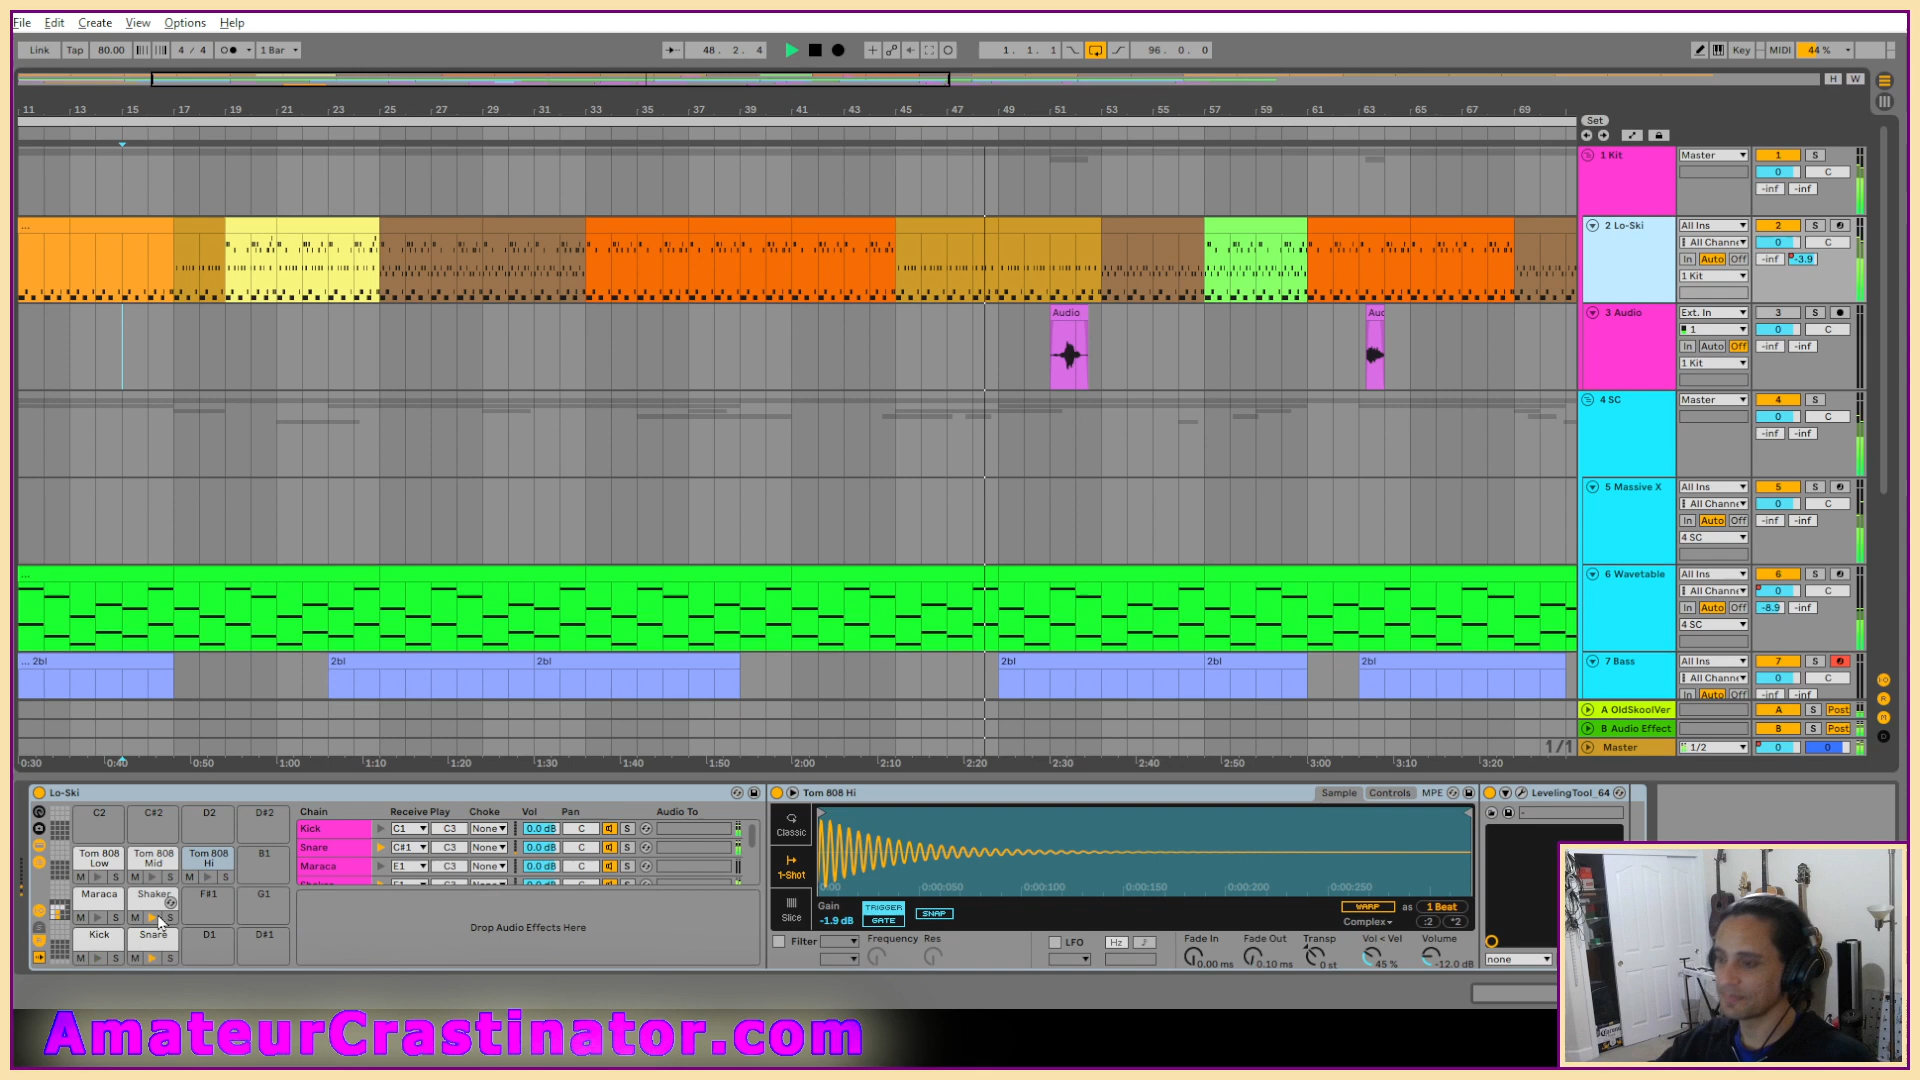 File Edit Create View Options Help
Link Tap 80.00 4 / 4 1 Bar 48. 2. 4 1. 1. 1 96. 0. 0 Key MIDI 44 %
H W
11 13 15 17 19 21 23 25 27 29 31 33 35 37 39 41 43 45 47 49 51 53 55 57 59 61 63 65 67 69
Set
1 Kit Master 1 S
0 C
-inf -inf
... 2 Lo-Ski All Ins 2 S
All Channe 0 C
In Auto Off -inf -3.9
1 Kit
Audio Auc 3 Audio Ext. In 3 S
1 0 C
In Auto Off -inf -inf
1 Kit
4 SC Master 4 S
0 C
-inf -inf
5 Massive X All Ins 5 S
All Channe 0 C
In Auto Off -inf -inf
4 SC
... 6 Wavetable All Ins 6 S
All Channe 0 C
In Auto Off -8.9 -inf
4 SC
... 2bl 2bl 2bl 2bl 2bl 2bl 7 Bass All Ins 7 S
All Channe 0 C
In Auto Off -inf -inf
A OldSkoolVer A S Post
B Audio Effect B S Post
1/1 Master 1/2 0 0
0:30 0:40 0:50 1:00 1:10 1:20 1:30 1:40 1:50 2:00 2:10 2:20 2:30 2:40 2:50 3:00 3:10 3:20
Lo-Ski Tom 808 Hi Sample Controls MPE LevelingTool_64
C2 C#2 D2 D#2 Chain Receive Play Choke Vol Pan Audio To
Kick C1 C3 None 0.0 dB C S
Snare C#1 C3 None 0.0 dB C S
Maraca E1 C3 None 0.0 dB C S
Tom 808 Low Tom 808 Mid Tom 808 Hi B1
M S M S M S
Maraca Shaker F#1 G1
M S M S
Kick Snare D1 D#1
M S M S
Drop Audio Effects Here
Classic
1-Shot
Slice
0:00:050 0:00:100 0:00:150 0:00:200 0:00:250
Gain TRIGGER SNAP WARP as 1 Beat
-1.9 dB GATE Complex :2 *2
Filter Frequency Res LFO Hz Fade In Fade Out Transp Vol < Vel Volume
0.00 ms 0.10 ms 0 st 45 % -12.0 dB
none
AmateurCrastinator.com